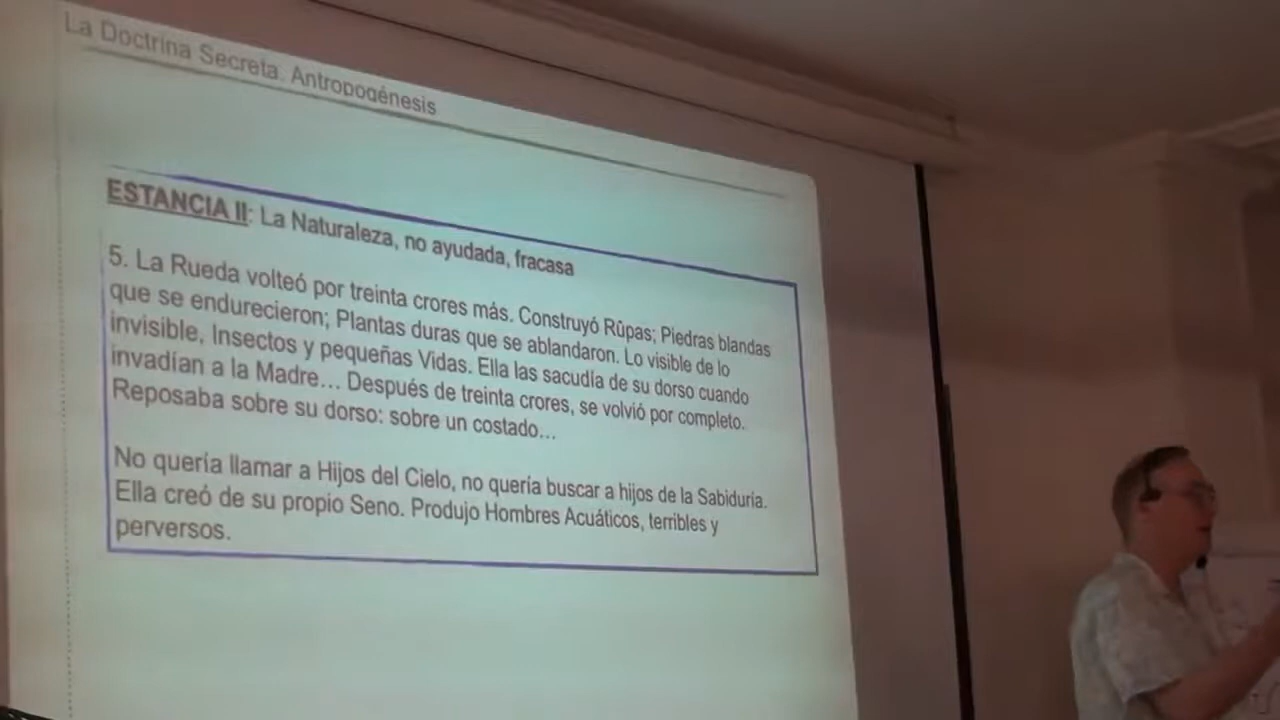 La Doctrina Secreta. Antropogénesis
ESTANCIA II: La Naturaleza, no ayudada, fracasa
5. La Rueda volteó por treinta crores más. Construyó Rûpas; Piedras blandas
que se endurecieron; Plantas duras que se ablandaron. Lo visible de lo
invisible, Insectos y pequeñas Vidas. Ella las sacudía de su dorso cuando
invadían a la Madre... Después de treinta crores, se volvió por completo.
Reposaba sobre su dorso: sobre un costado...
No quería llamar a Hijos del Cielo, no quería buscar a hijos de la Sabiduría.
Ella creó de su propio Seno. Produjo Hombres Acuáticos, terribles y
perversos.